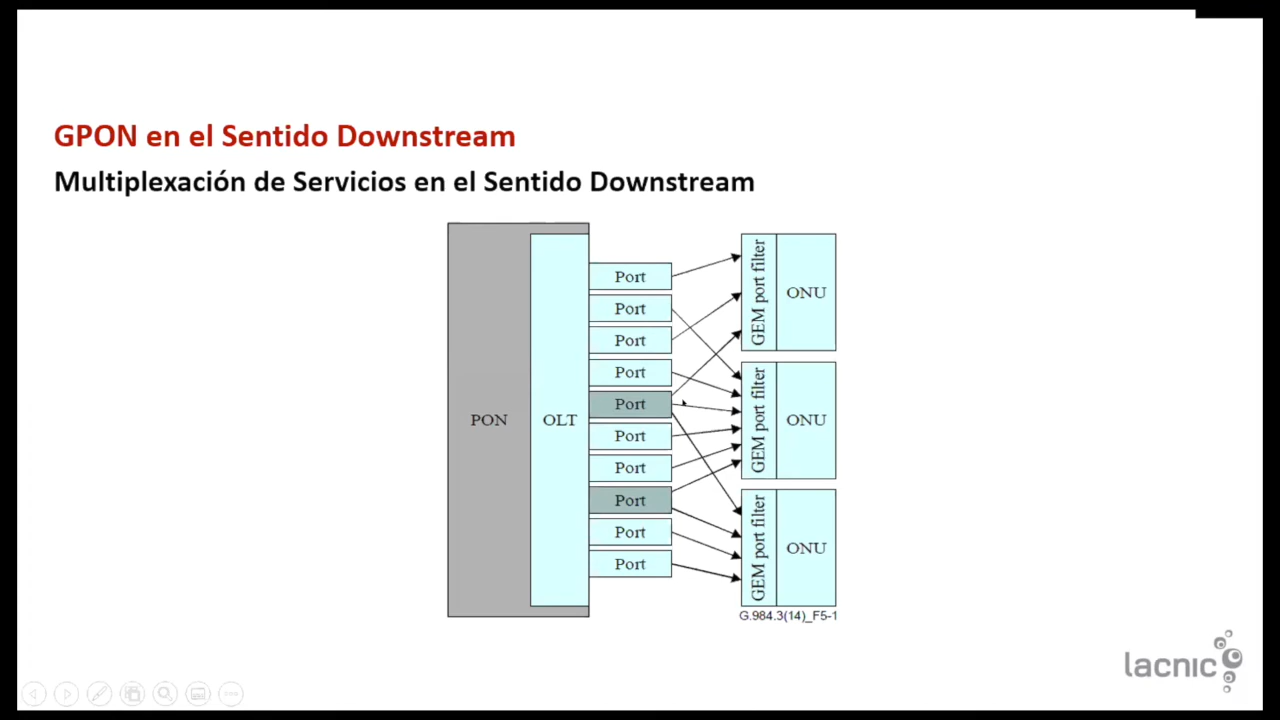 GPON en el Sentido Downstream
Multiplexación de Servicios en el Sentido Downstream
PON
OLT
Port
Port
Port
Port
Port
Port
Port
Port
Port
Port
GEM port filter
ONU
GEM port filter
ONU
GEM port filter
ONU
G.984.3(14)_F5-1
lacnic